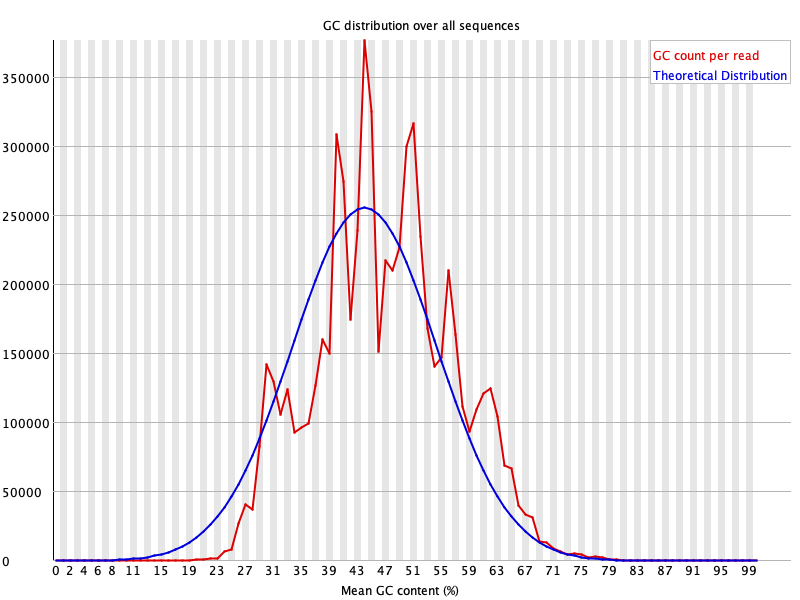 GC distribution over all sequences
GC count per read
Theoretical Distribution
350000
300000
250000
200000
150000
100000
50000
0
0 2 4 6 8 11 15 19 23 27 31 35 39 43 47 51 55 59 63 67 71 75 79 83 87 91 95 99
Mean GC content (%)